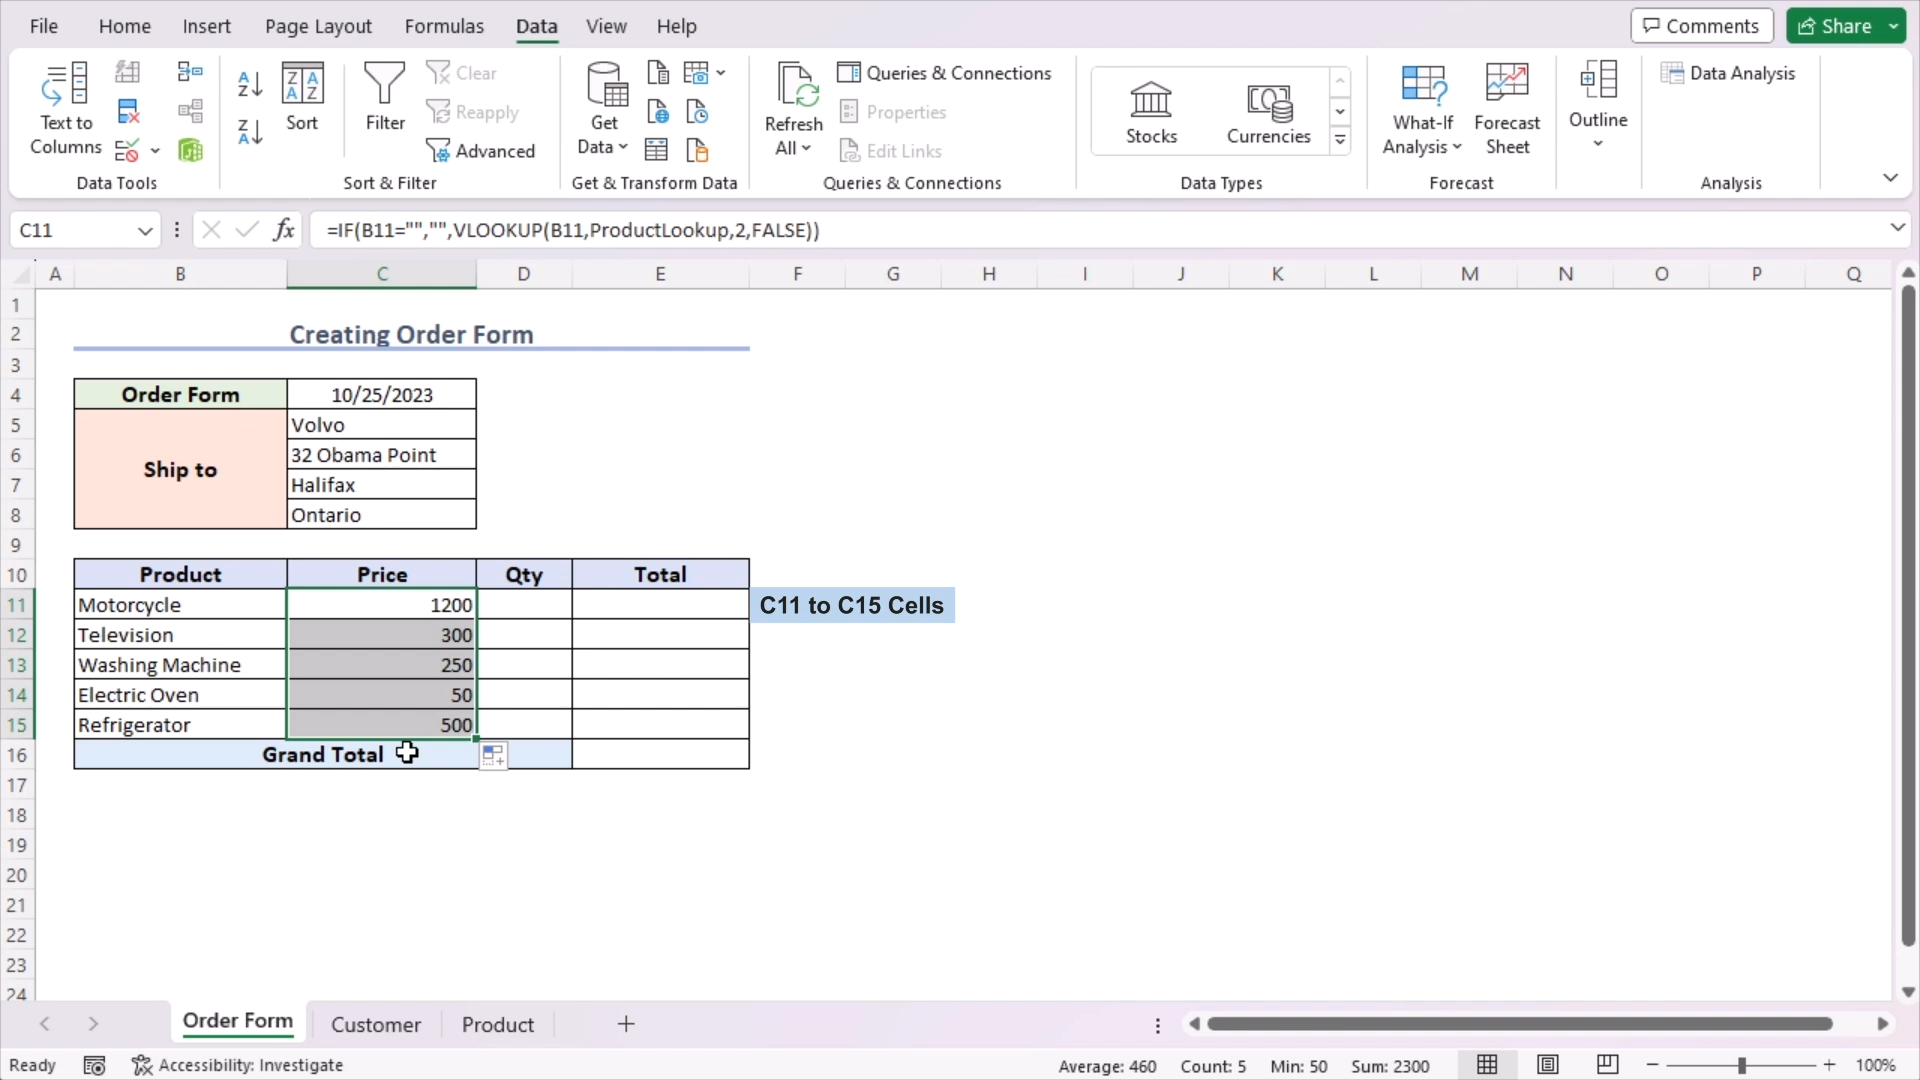 File Home Insert Page Layout Formulas Data View Help Comments Share
Text to Columns
Data Tools
A Z
Z A
Z A A Z
Sort
Filter
Clear
Reapply
Advanced
Sort & Filter
Get Data
Get & Transform Data
Refresh All
Queries & Connections
Properties
Edit Links
Queries & Connections
Stocks
Currencies
Data Types
What-If Analysis
Forecast Sheet
Forecast
Outline
Data Analysis
Analysis
C11 fx =IF(B11="","",VLOOKUP(B11,ProductLookup,2,FALSE))
A B C D E F G H I J K L M N O P Q
1
2 Creating Order Form
3
4 Order Form 10/25/2023
5 Volvo
6 32 Obama Point
Ship to
7 Halifax
8 Ontario
9
10 Product Price Qty Total
11 Motorcycle 1200 C11 to C15 Cells
12 Television 300
13 Washing Machine 250
14 Electric Oven 50
15 Refrigerator 500
16 Grand Total
17
18
19
20
21
22
23
24
Order Form Customer Product
Ready Accessibility: Investigate Average: 460 Count: 5 Min: 50 Sum: 2300 100%